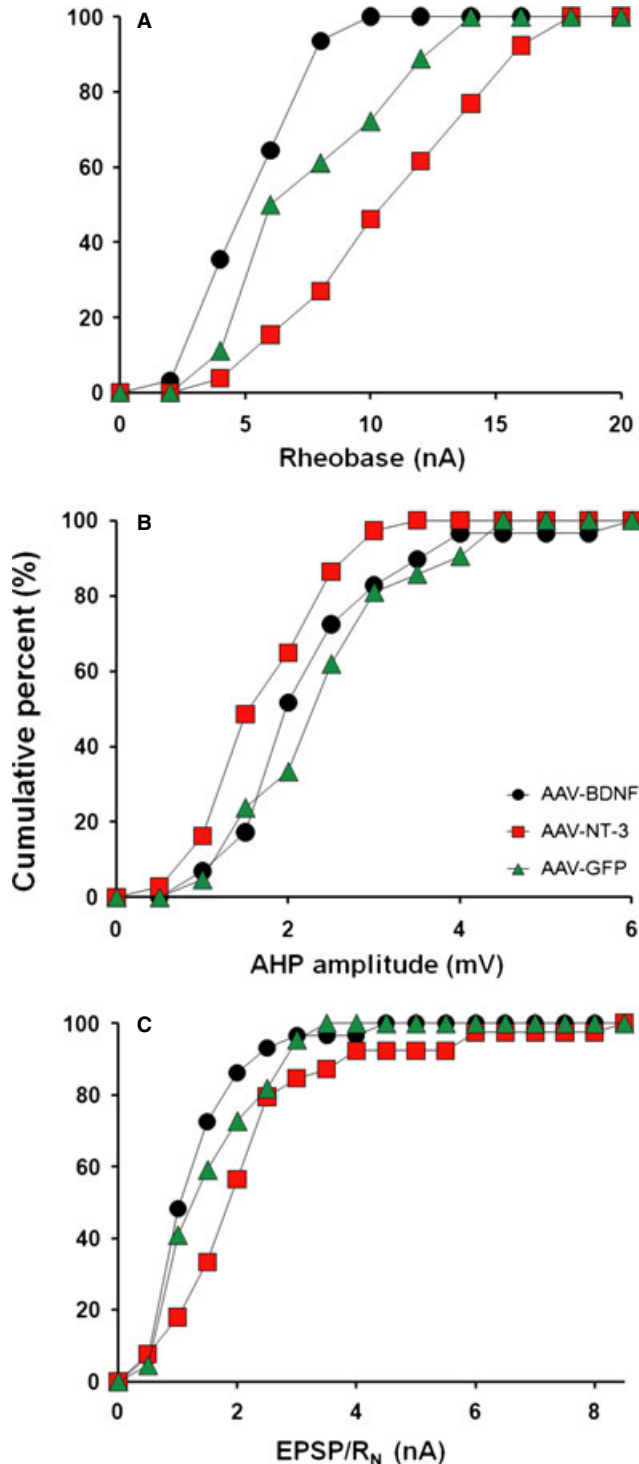 A
100
80
60
40
20
0
0 5 10 15 20
Rheobase (nA)
B
100
80
60
40
20
0
0 2 4 6
AHP amplitude (mV)
AAV-BDNF
AAV-NT-3
AAV-GFP
Cumulative percent (%)
C
100
80
60
40
20
0
0 2 4 6 8
EPSP/RN (nA)